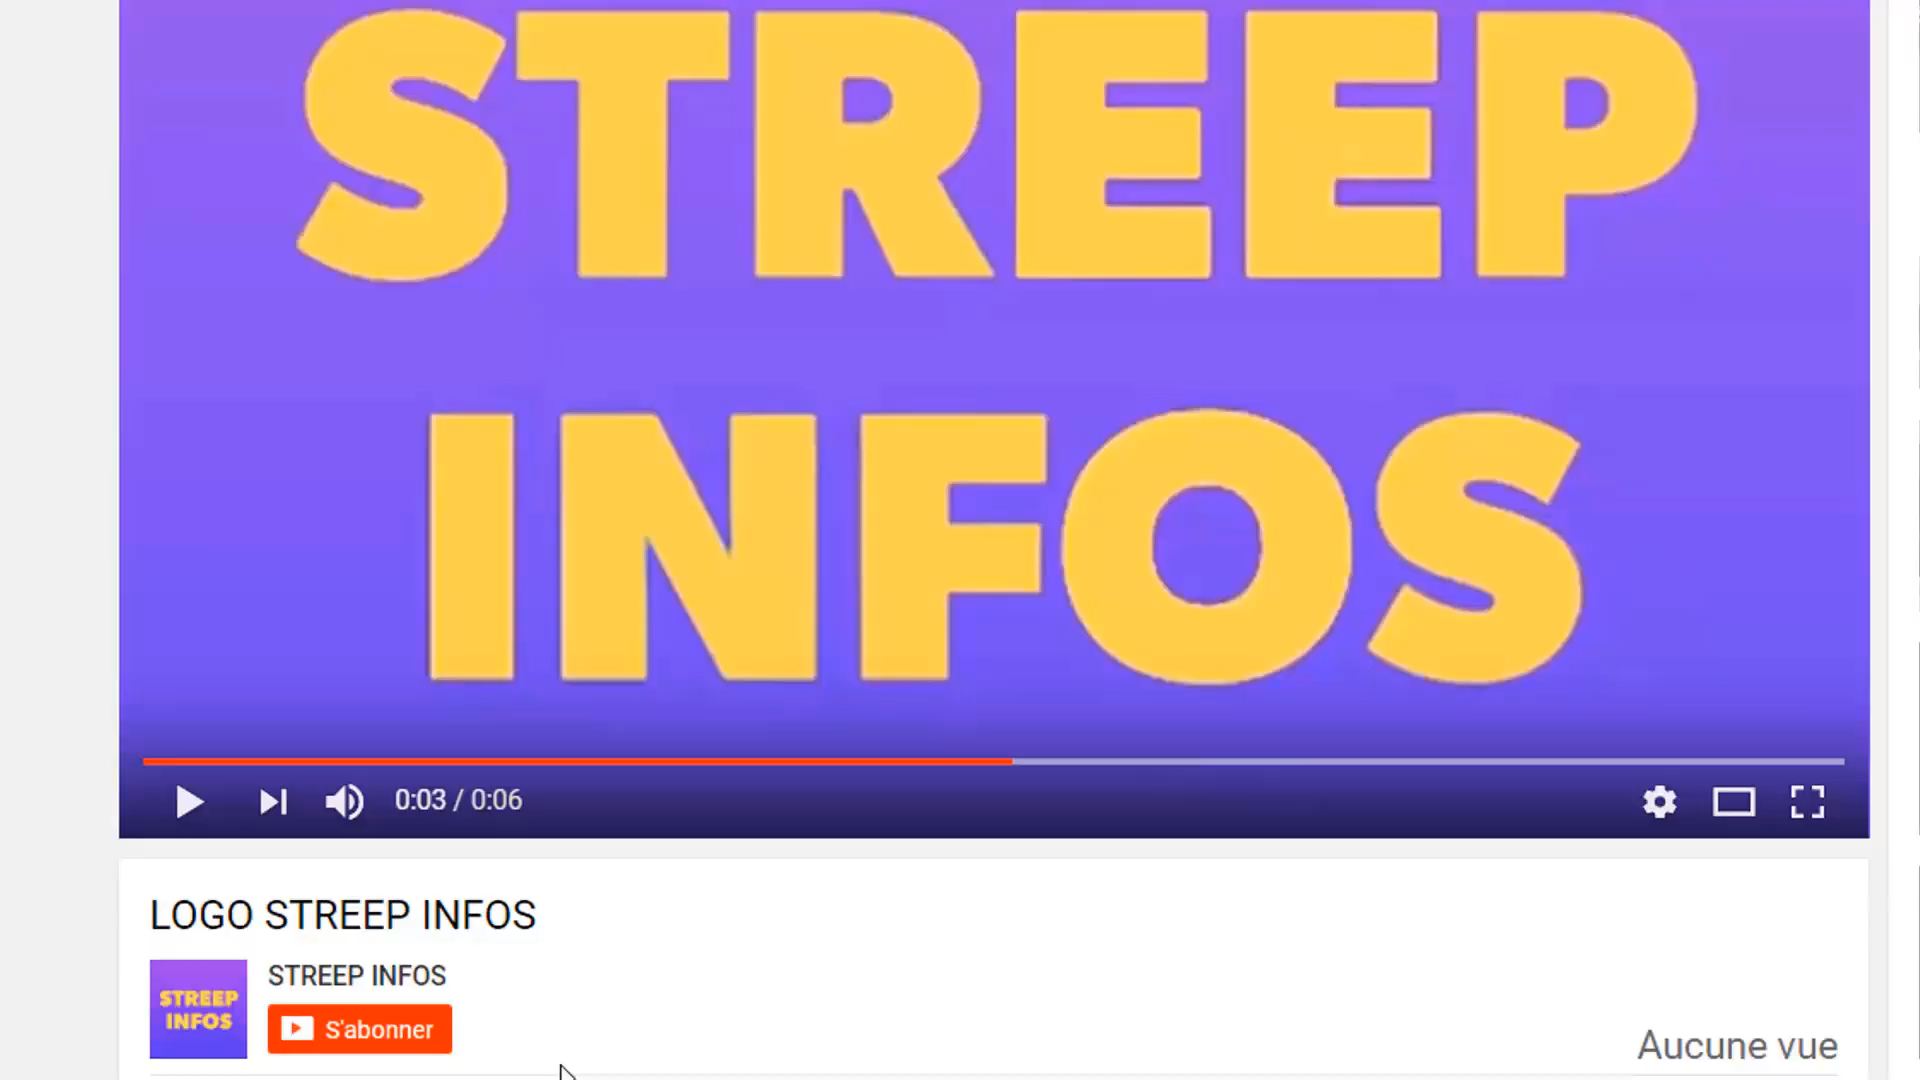 STREEP
INFOS
0:03 / 0:06
LOGO STREEP INFOS
STREEP INFOS
STREEP
INFOS
S'abonner
Aucune vue